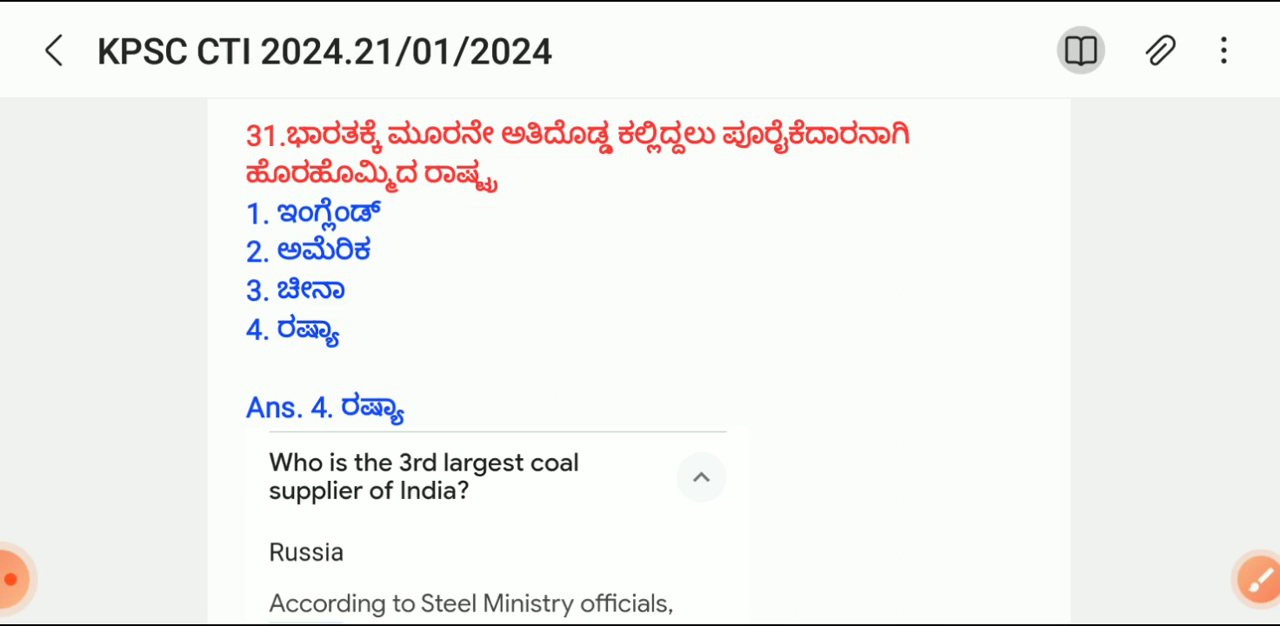 KPSC CTI 2024.21/01/2024
31.ಭಾರತಕ್ಕೆ ಮೂರನೇ ಅತಿದೊಡ್ಡ ಕಲ್ಲಿದ್ದಲು ಪೂರೈಕೆದಾರನಾಗಿ
ಹೊರಹೊಮ್ಮಿದ ರಾಷ್ಟ್ರ
1. ಇಂಗ್ಲೆಂಡ್
2. ಅಮೆರಿಕ
3. ಚೀನಾ
4. ರಷ್ಯಾ
Ans. 4. ರಷ್ಯಾ
Who is the 3rd largest coal
supplier of India?
Russia
According to Steel Ministry officials,